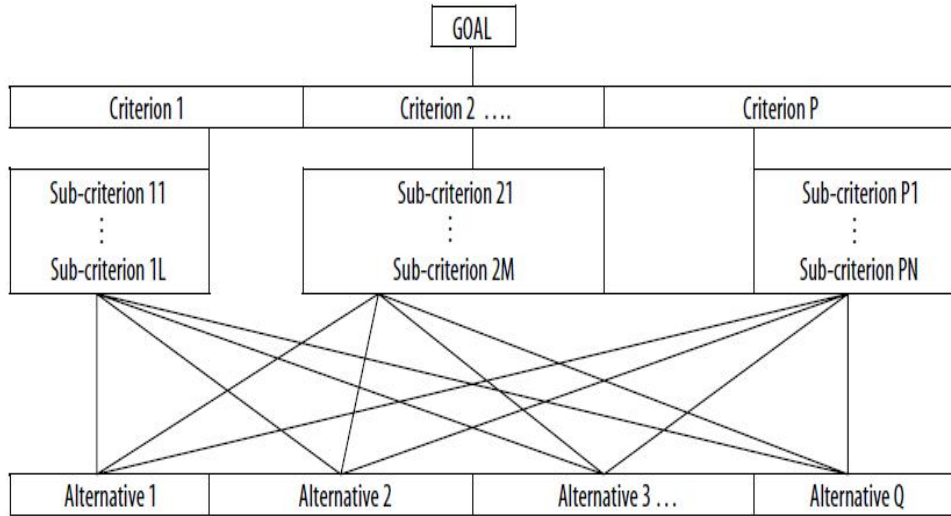 GOAL
Criterion 1 Criterion 2 .... Criterion P
Sub-criterion 11 Sub-criterion 21 Sub-criterion P1
⋮ ⋮ ⋮
Sub-criterion 1L Sub-criterion 2M Sub-criterion PN
Alternative 1 Alternative 2 Alternative 3 ... Alternative Q